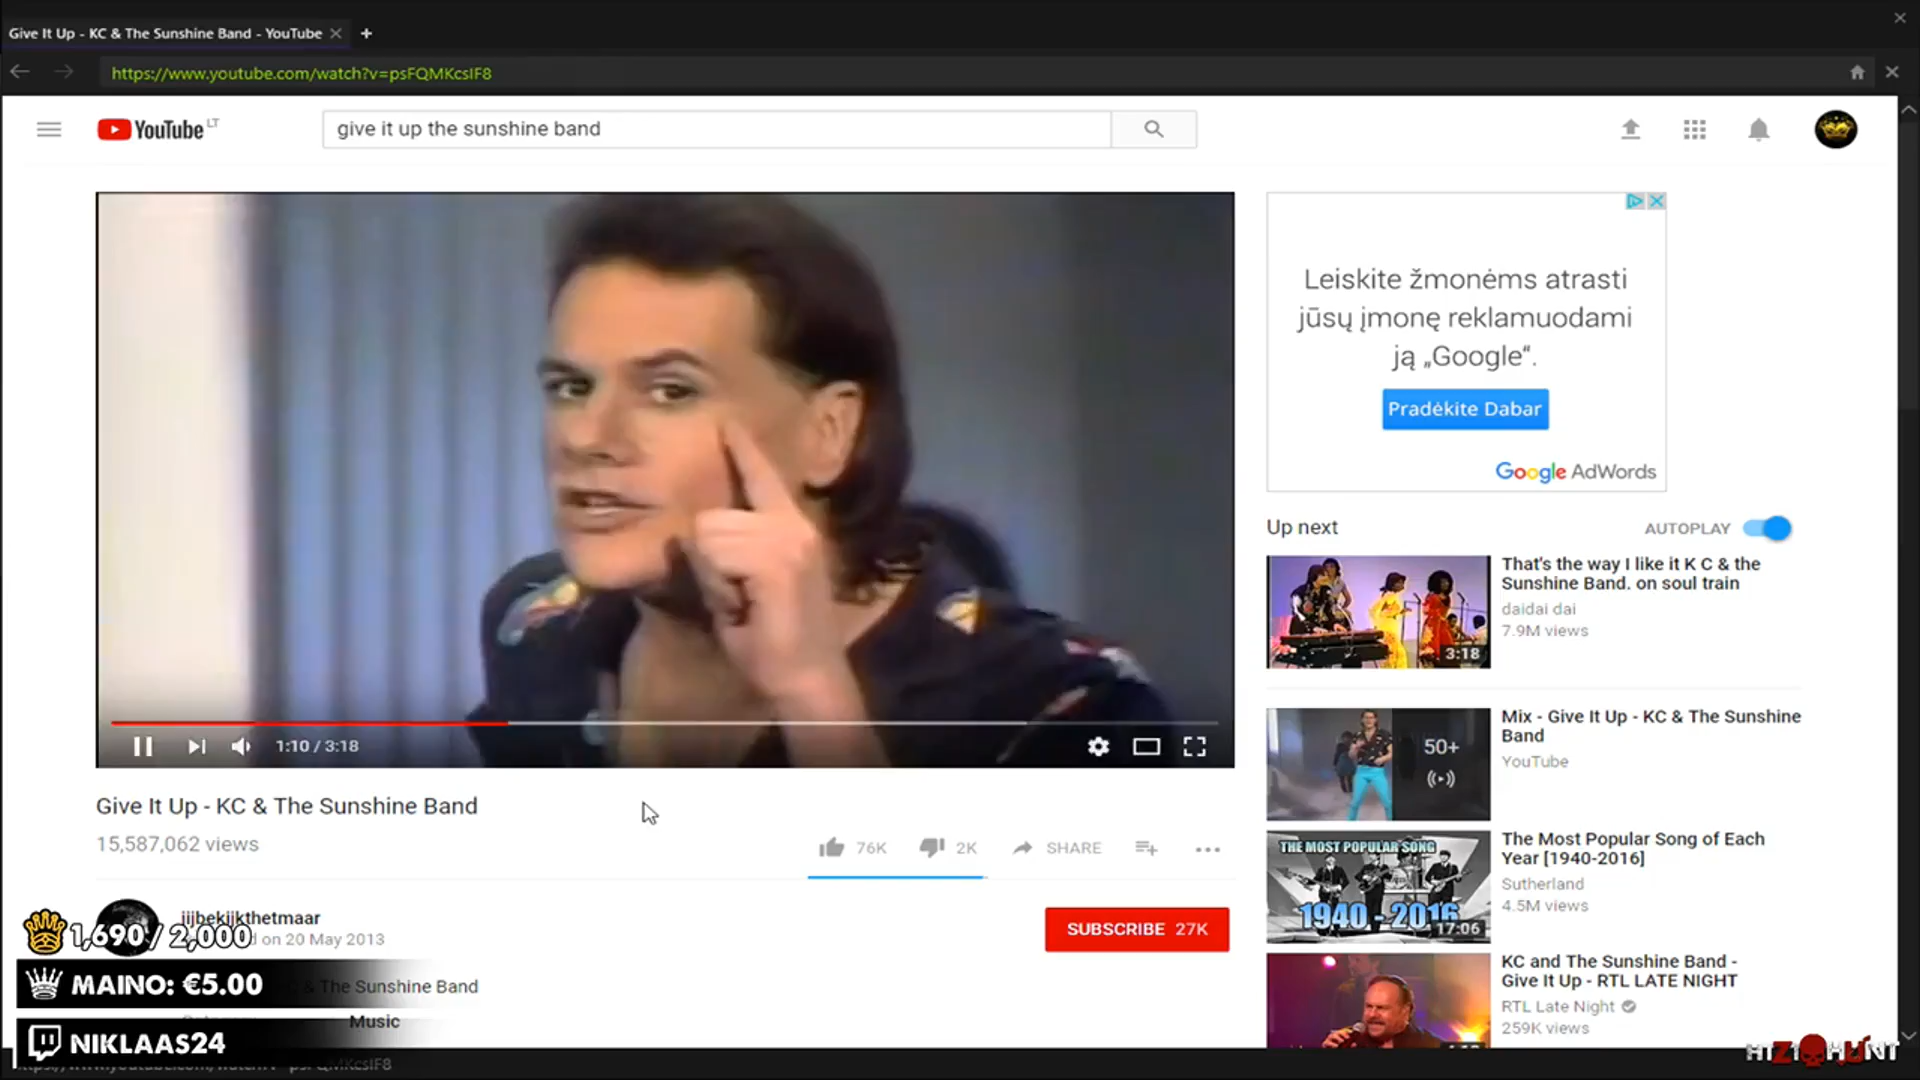 Give It Up - KC & The Sunshine Band - YouTube
https://www.youtube.com/watch?v=psFQMKcsIF8
YouTube LT
give it up the sunshine band
1:10 / 3:18
Give It Up - KC & The Sunshine Band
15,587,062 views
76K
2K
SHARE
jijbekijkthetmaar
on 20 May 2013
SUBSCRIBE 27K
The Sunshine Band
Music
1,690 / 2,000
MAINO: €5.00
NIKLAAS24
Leiskite žmonėms atrasti
jūsų įmonę reklamuodami
ją „Google“.
Pradėkite Dabar
Google AdWords
Up next
AUTOPLAY
That's the way I like it K C & the
Sunshine Band. on soul train
daidai dai
7.9M views
3:18
Mix - Give It Up - KC & The Sunshine
Band
YouTube
50+
The Most Popular Song of Each
Year [1940-2016]
Sutherland
4.5M views
THE MOST POPULAR SONG
1940 - 2016
17:06
KC and The Sunshine Band -
Give It Up - RTL LATE NIGHT
RTL Late Night
259K views